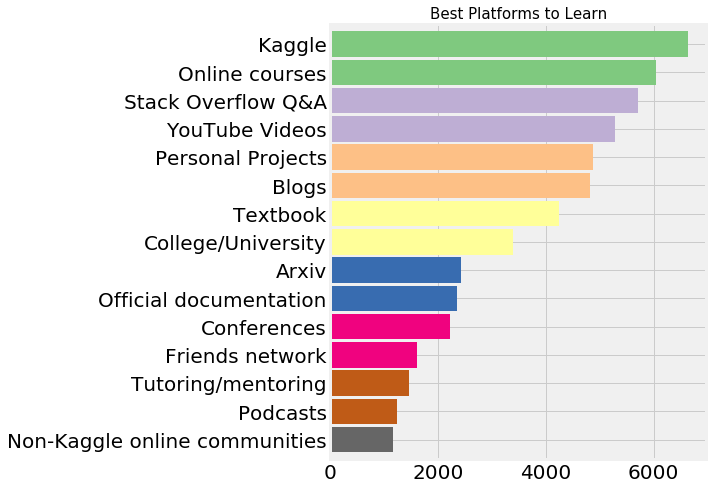 Best Platforms to Learn
Kaggle
Online courses
Stack Overflow Q&A
YouTube Videos
Personal Projects
Blogs
Textbook
College/University
Arxiv
Official documentation
Conferences
Friends network
Tutoring/mentoring
Podcasts
Non-Kaggle online communities
0 2000 4000 6000